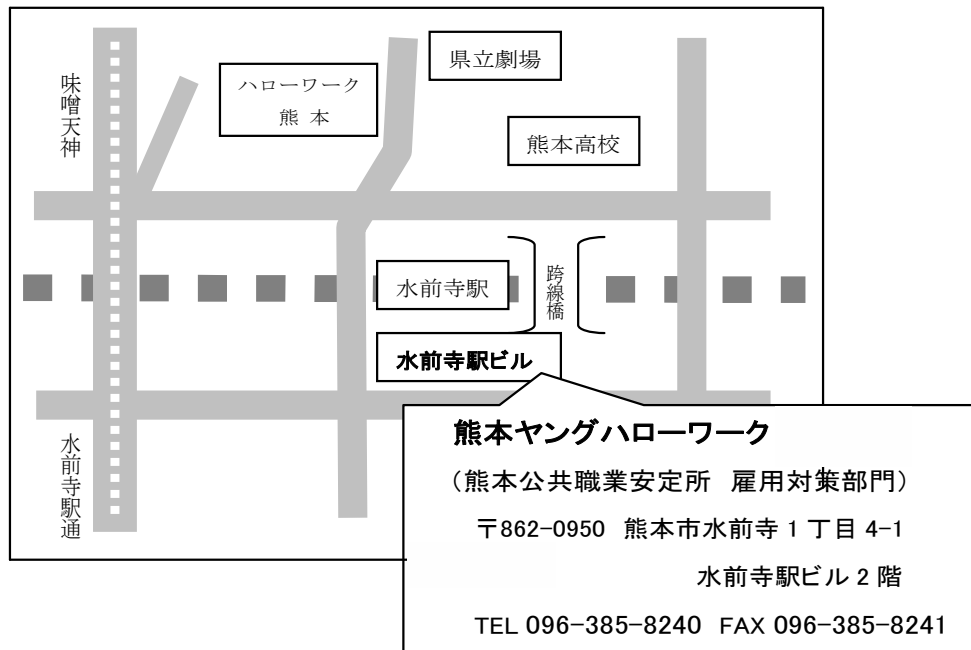 県立劇場
ハローワーク
熊 本
味噌天神
熊本高校
水前寺駅
跨線橋
水前寺駅ビル
水前寺駅通
熊本ヤングハローワーク
（熊本公共職業安定所 雇用対策部門）
〒862-0950 熊本市水前寺 1 丁目 4-1
水前寺駅ビル 2 階
TEL 096-385-8240 FAX 096-385-8241